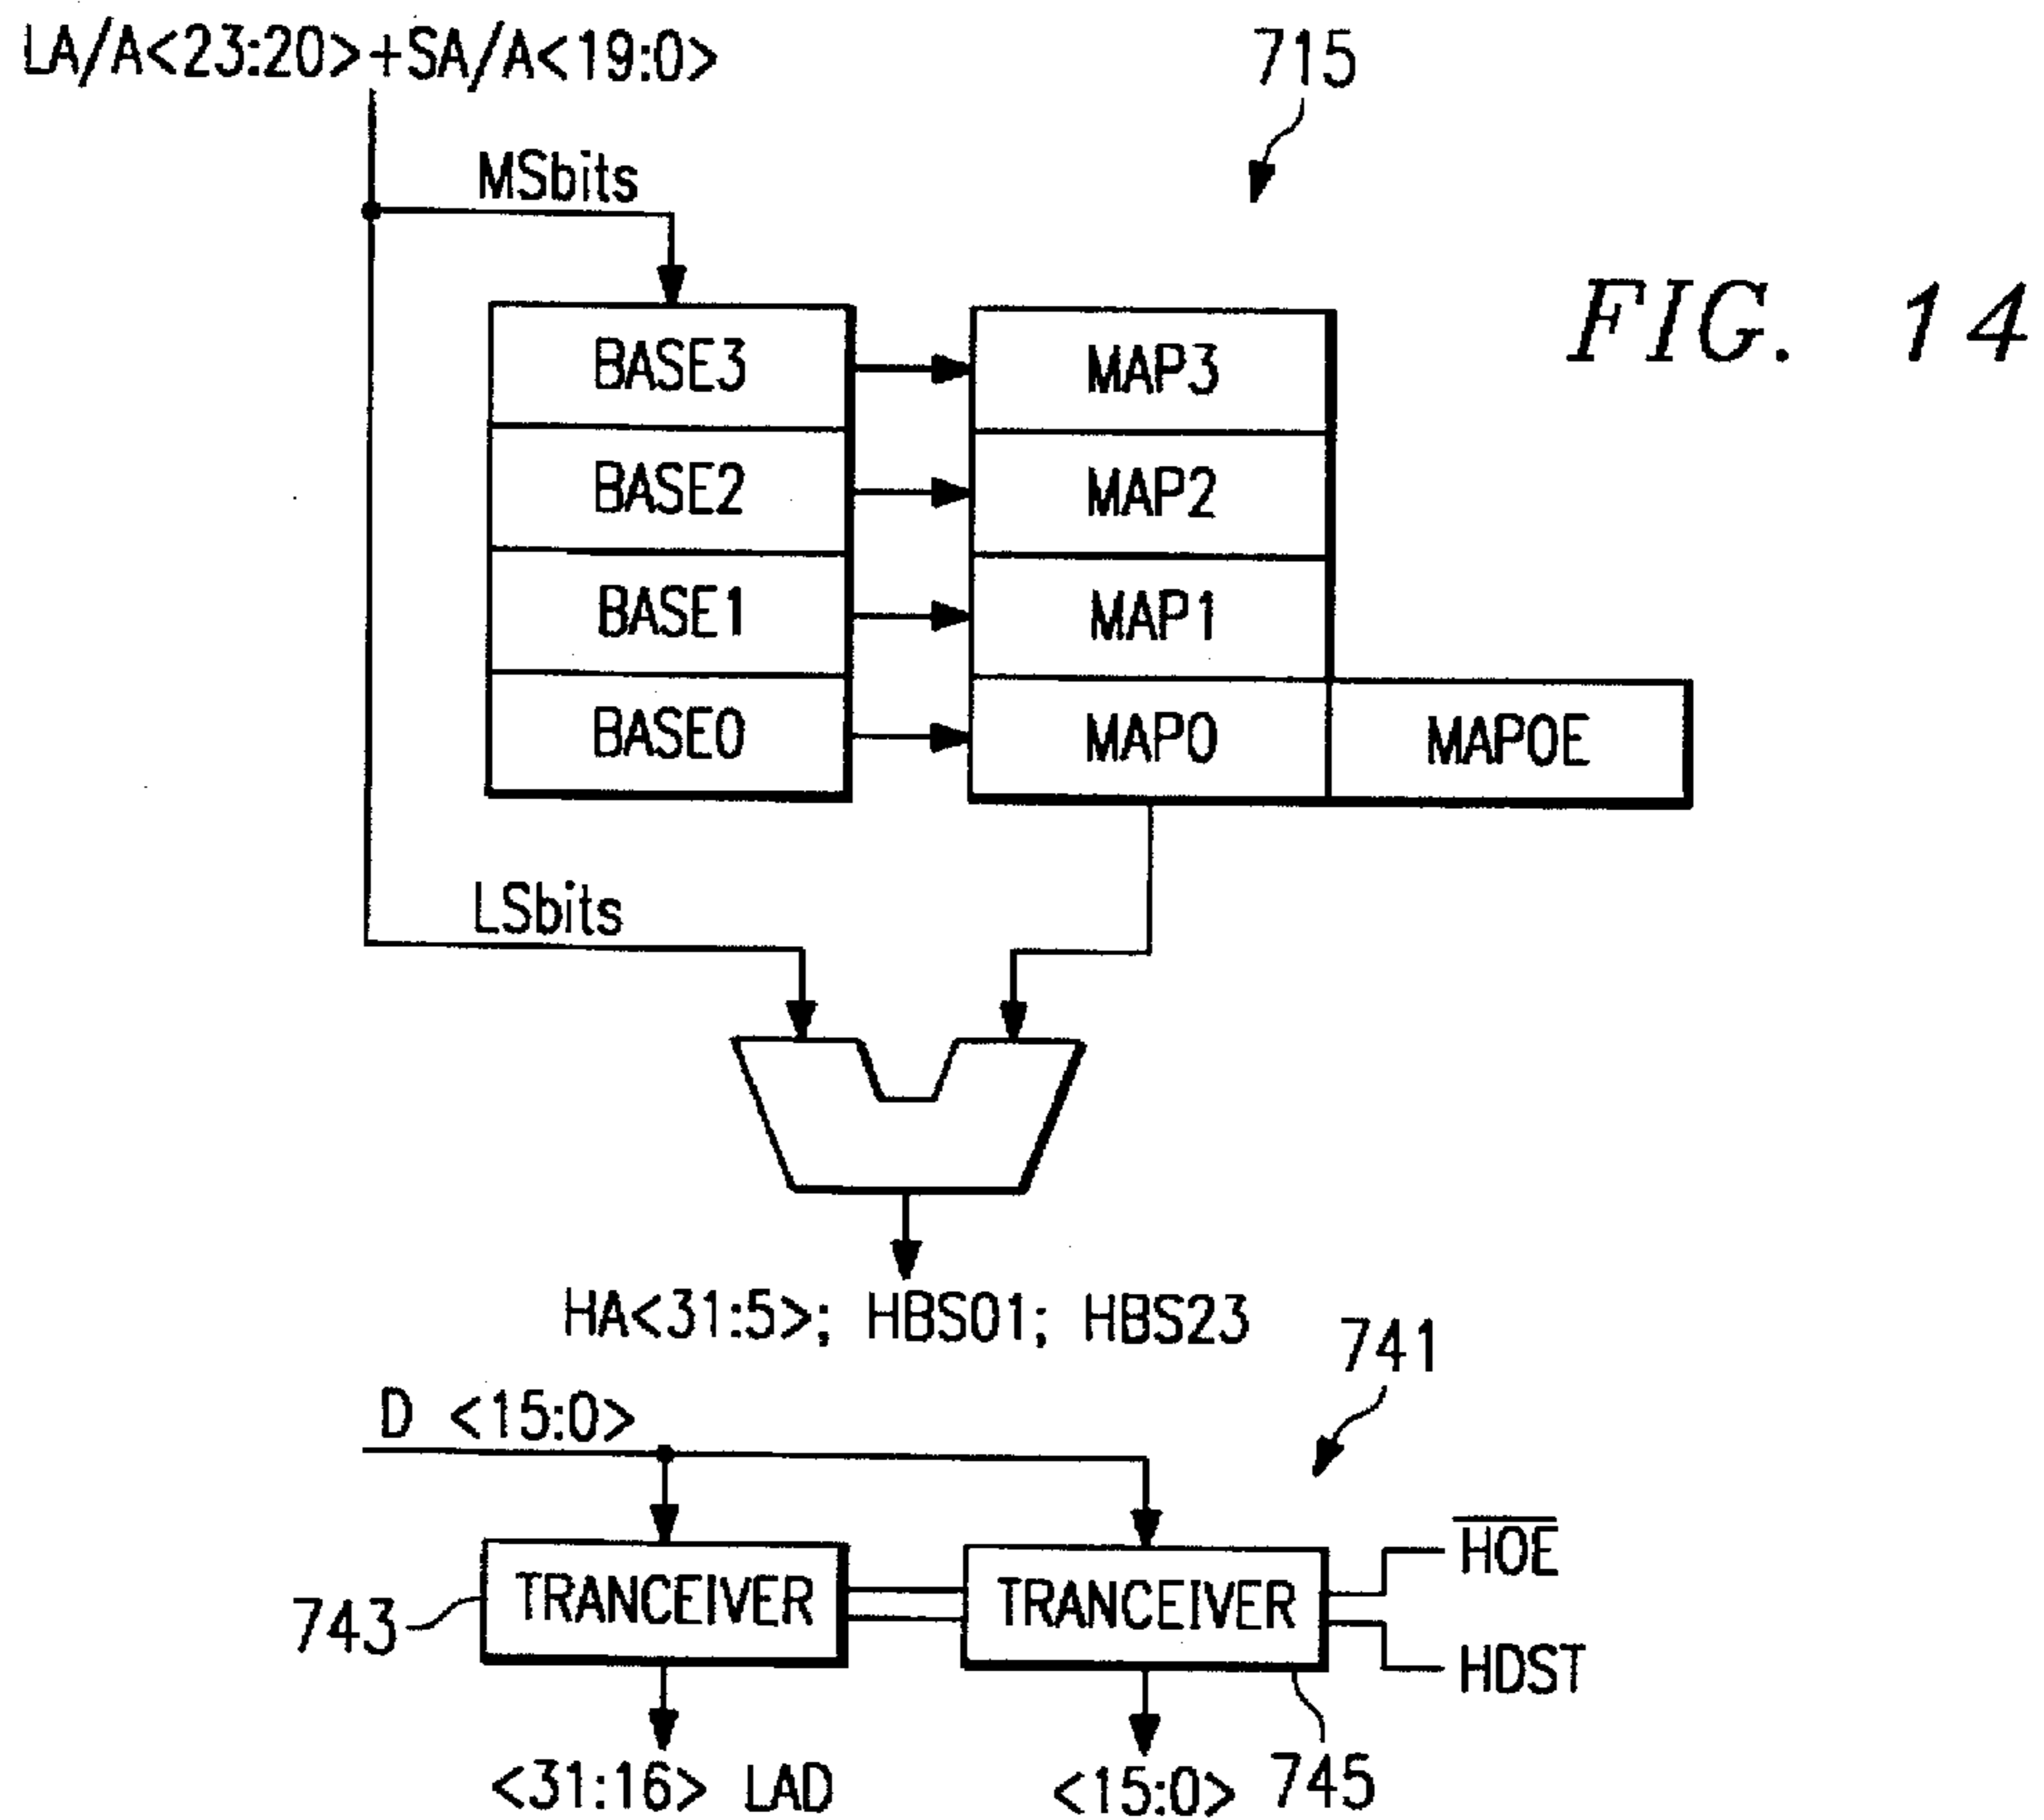 LA/A<23:20>+SA/A<19:0>
715
MSbits
FIG. 14
BASE3
MAP3
BASE2
MAP2
BASE1
MAP1
BASE0
MAP0
MAP0E
LSbits
HA<31:5>; HBS01; HBS23
741
D <15:0>
HOE
TRANCEIVER
TRANCEIVER
743
HDST
<31:16> LAD
<15:0>
745